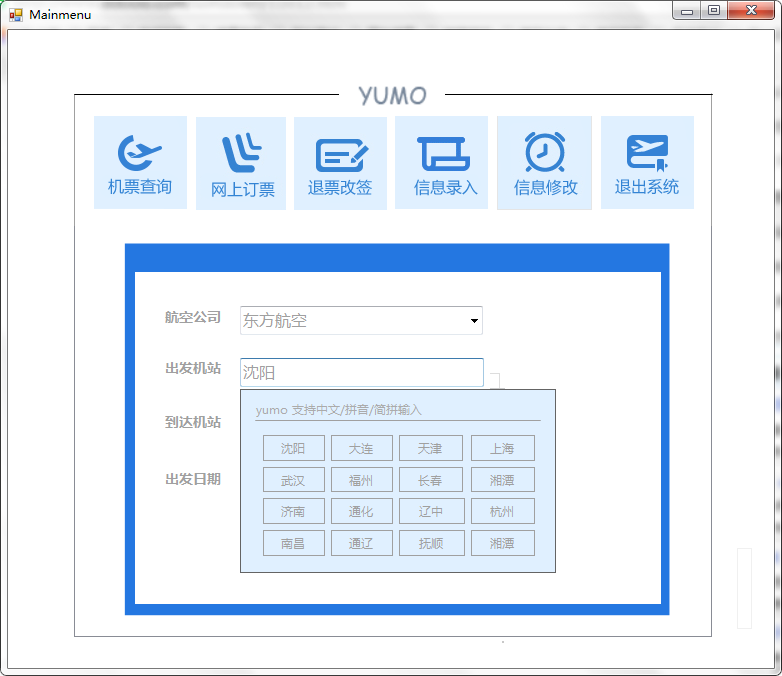 Mainmenu
YUMO
机票查询 网上订票 退票改签 信息录入 信息修改 退出系统
航空公司 东方航空
出发机站 沈阳
yumo 支持中文/拼音/简拼输入
到达机站
沈阳 大连 天津 上海
出发日期
武汉 福州 长春 湘潭
济南 通化 辽中 杭州
南昌 通辽 抚顺 湘潭